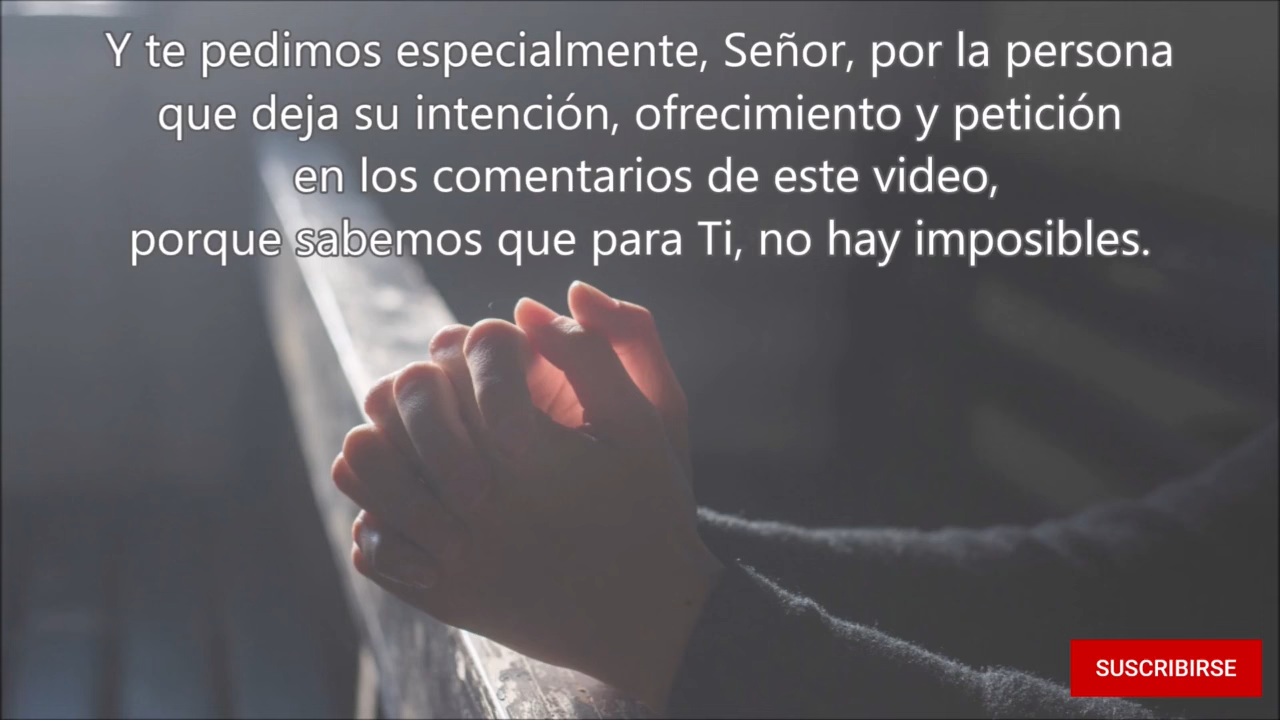 Y te pedimos especialmente, Señor, por la persona
que deja su intención, ofrecimiento y petición
en los comentarios de este video,
porque sabemos que para Ti, no hay imposibles.
SUSCRIBIRSE